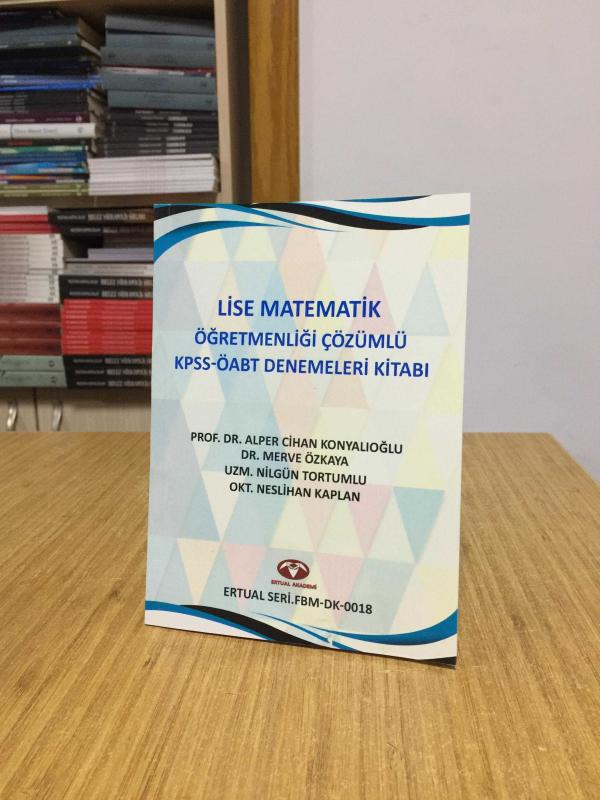 LİSE MATEMATİK
ÖĞRETMENLİĞİ ÇÖZÜMLÜ
KPSS-ÖABT DENEMELERİ KİTABI
PROF. DR. ALPER CİHAN KONYALIOĞLU
DR. MERVE ÖZKAYA
UZM. NİLGÜN TORTUMLU
OKT. NESLİHAN KAPLAN
ERTUAL AKADEMİ
ERTUAL SERİ.FBM-DK-0018